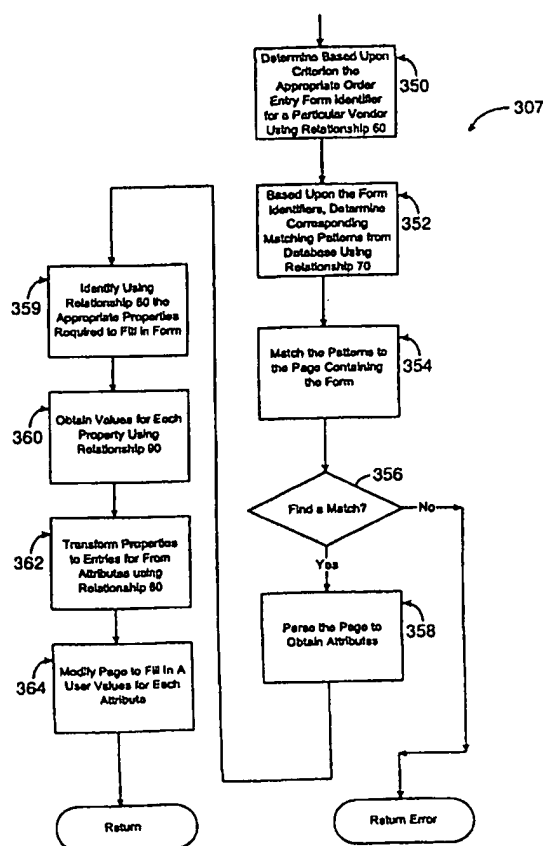 Determine Based Upon
Criterion the
Appropriate Order
Entry Form Identifier
for a Particular Vendor
Using Relationship 60
350
307
Based Upon the Form
Identifiers, Determine
Corresponding
Matching Patterns from
Database Using
Relationship 70
352
Match the Patterns to
the Page Containing
the Form
354
Find a Match?
356
No
Yes
Parse the Page to
Obtain Attributes
358
Return Error
359
Identify Using
Relationship the
Appropriate Properties
Required to Fill in Form
360
Obtain Values for Each
Property Using
Relationship 90
362
Transform Properties
to Entries for From
Attributes using
Relationship
364
Modify Page to Fill In A
User Values for Each
Attribute
Return